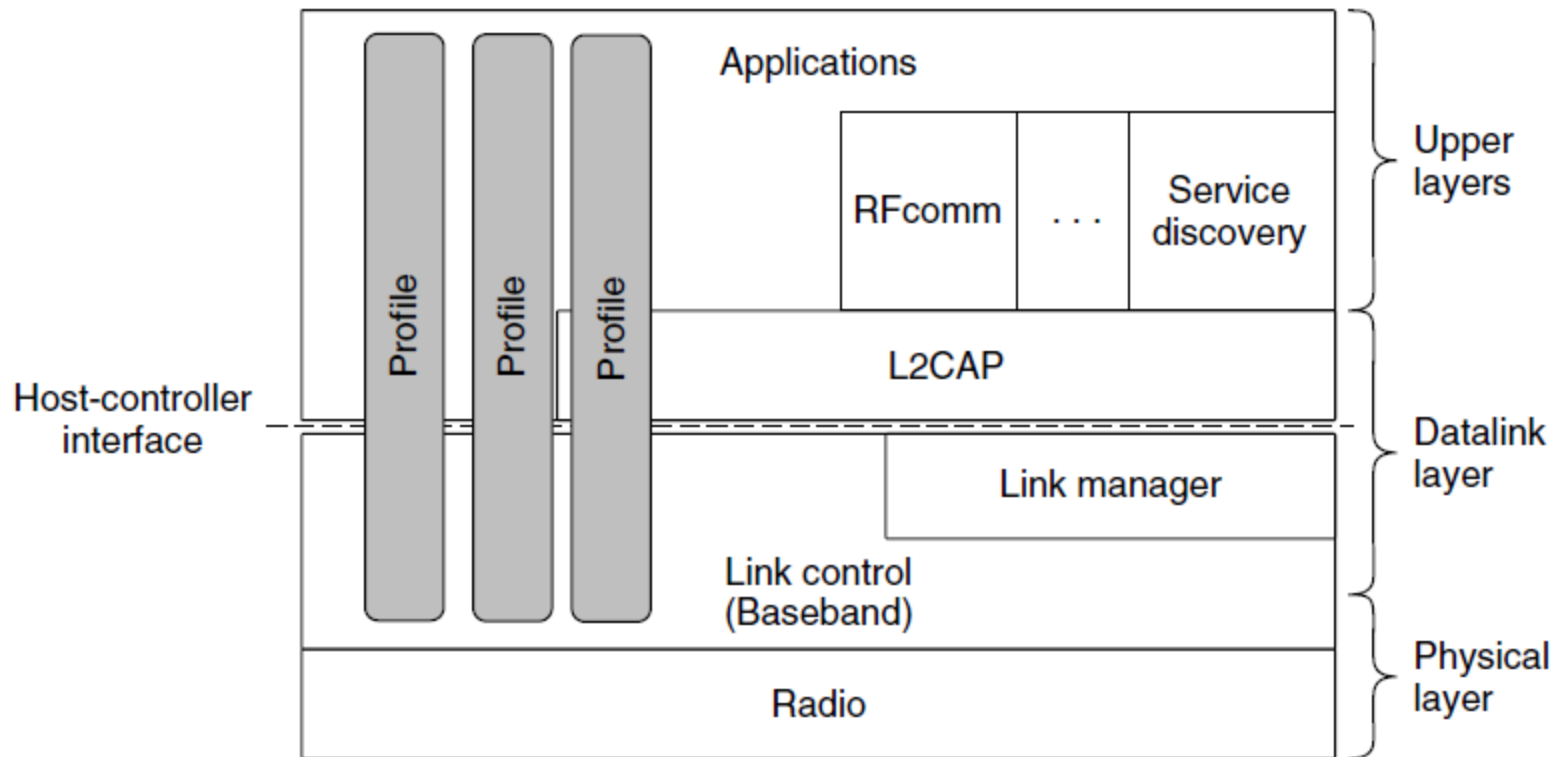 Applications
Upper
layers
RFcomm
. . .
Service
discovery
Profile
Profile
Profile
L2CAP
Host-controller
interface
Datalink
layer
Link manager
Link control
(Baseband)
Physical
layer
Radio